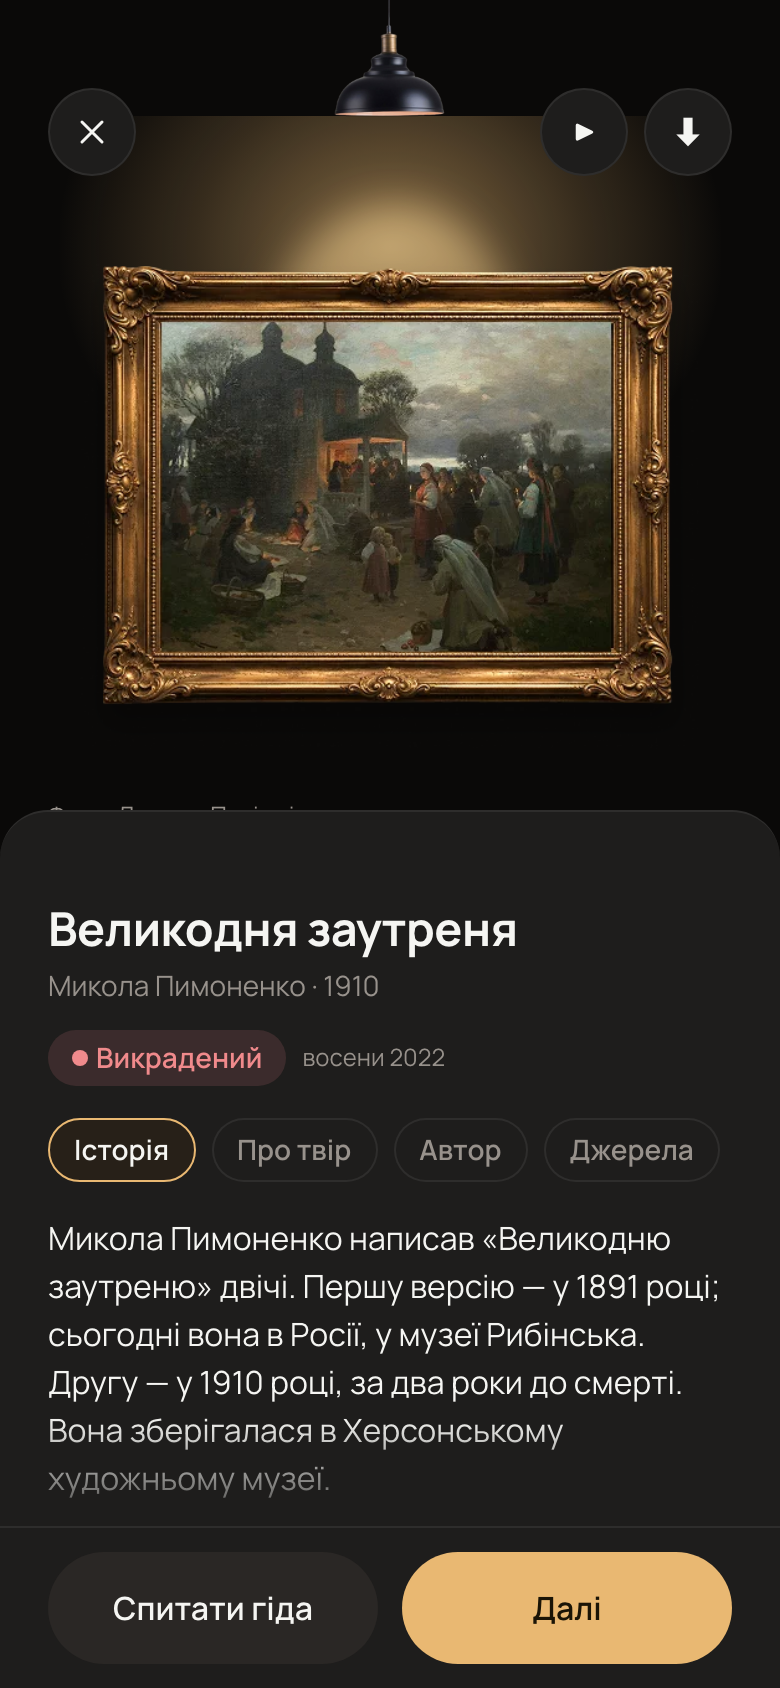 Великодня заутреня
Микола Пимоненко · 1910
Викрадений
восени 2022
Історія
Про твір
Автор
Джерела
Микола Пимоненко написав «Великодню
заутреню» двічі. Першу версію — у 1891 році;
сьогодні вона в Росії, у музеї Рибінська.
Другу — у 1910 році, за два роки до смерті.
Вона зберігалася в Херсонському
художньому музеї.
Спитати гіда
Далі